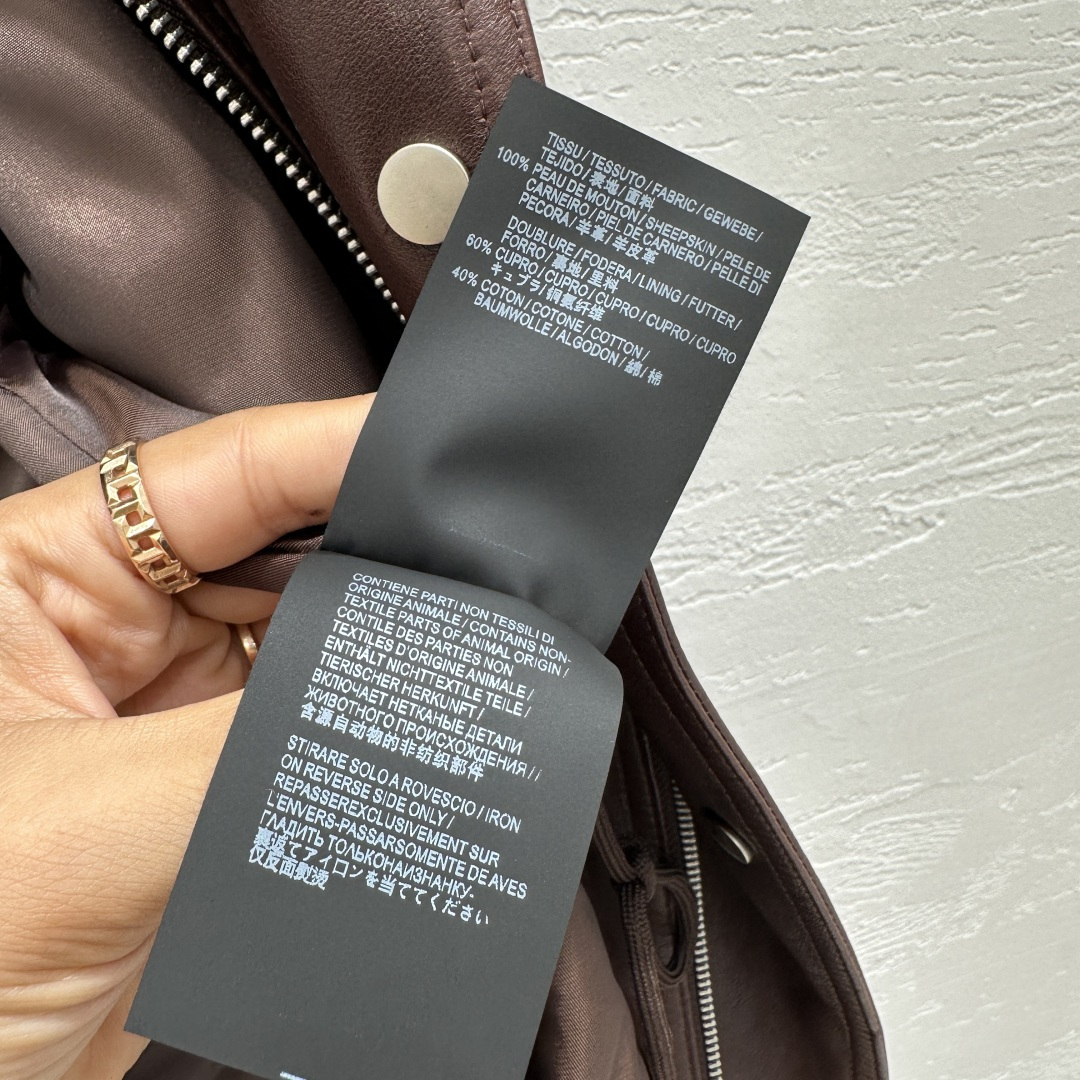 TISSU / TESSUTO / FABRIC / GEWEBE /
TEJIDO / 表地 / 面料
100% PEAU DE MOUTON / SHEEPSKIN / PELE DE
CARNEIRO / PIEL DE CARNERO / PELLE DI
PECORA / 羊革 / 羊皮革
DOUBLURE / FODERA / LINING / FUTTER /
FORRO / 裏地 / 里料
60% CUPRO / CUPRO / CUPRO / CUPRO / CUPRO
キュプラ / 铜氨纤维
40% COTON / COTONE / COTTON /
BAUMWOLLE / ALGODON / 綿 / 棉
CONTIENE PARTI NON TESSILI DI
ORIGINE ANIMALE / CONTAINS NON-
TEXTILE PARTS OF ANIMAL ORIGIN /
CONTILE DES PARTIES NON
TEXTILES D'ORIGINE ANIMALE /
ENTHÄLT NICHTTEXTILE TEILE /
TIERISCHER HERKUNFT /
ВКЛЮЧАЕТ НЕТКАНЫЕ ДЕТАЛИ
ЖИВОТНОГО ПРОИСХОЖДЕНИЯ / /
含源自动物的非纺织部件
STIRARE SOLO A ROVESCIO / IRON
ON REVERSE SIDE ONLY /
REPASSEREXCLUSIVEMENT SUR
L'ENVERS-PASSARSOMENTE DE AVES
ГЛАДИТЬ ТОЛЬКОНАИЗНАНКУ.
裏返してアイロンを当ててください
仅反面熨烫